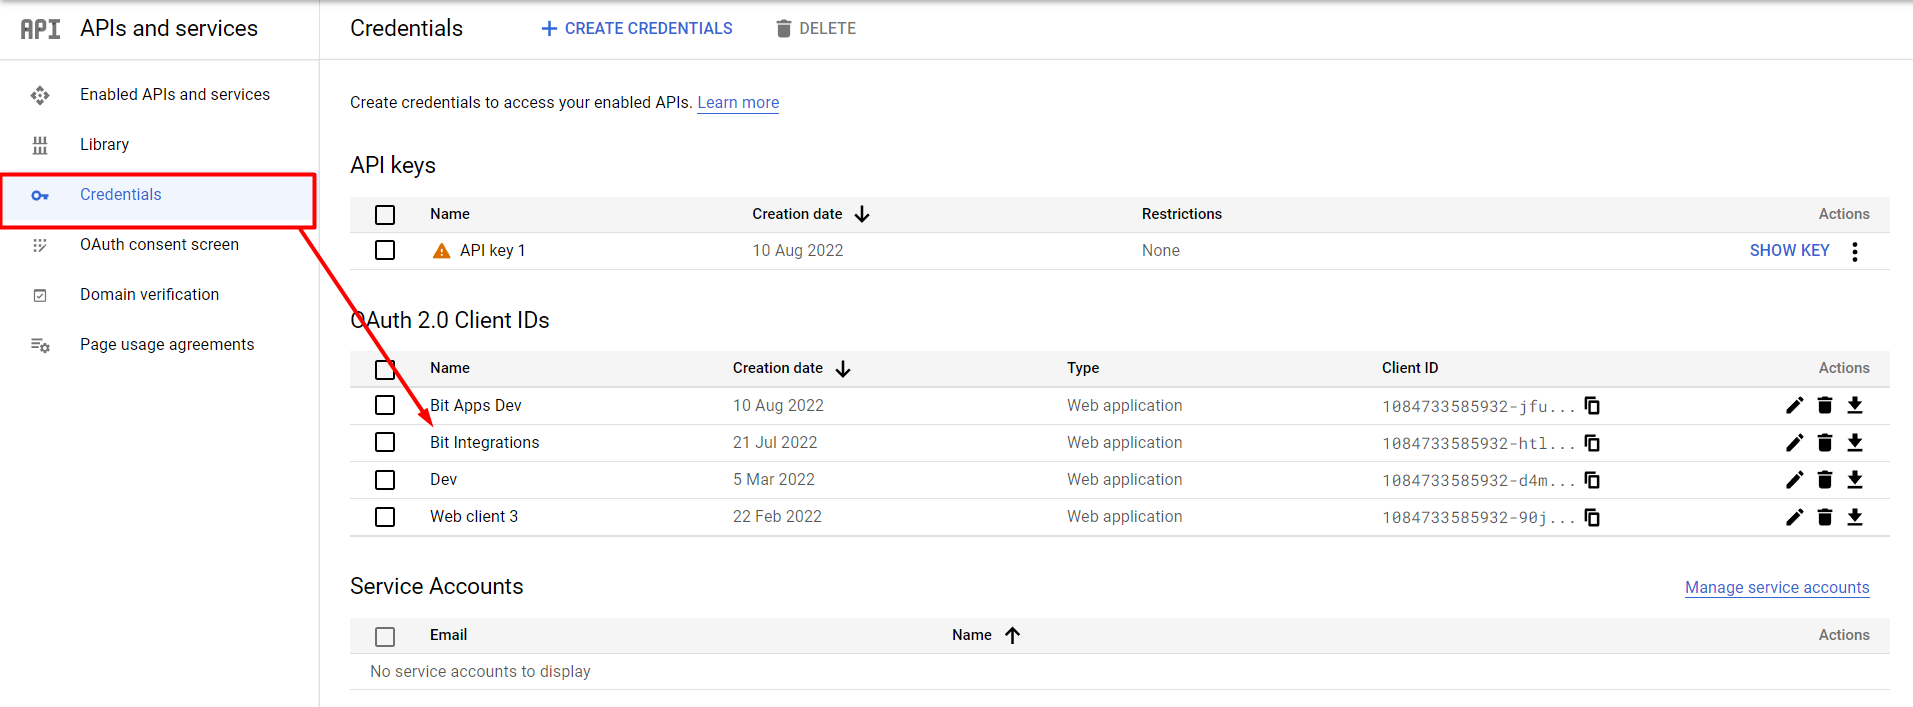 API APIs and services
Credentials
CREATE CREDENTIALS
DELETE
Enabled APIs and services
Library
Credentials
OAuth consent screen
Domain verification
Page usage agreements
Create credentials to access your enabled APIs. Learn more
API keys
Name Creation date Restrictions Actions
API key 1 10 Aug 2022 None SHOW KEY
OAuth 2.0 Client IDs
Name Creation date Type Client ID Actions
Bit Apps Dev 10 Aug 2022 Web application 1084733585932-jfu...
Bit Integrations 21 Jul 2022 Web application 1084733585932-htl...
Dev 5 Mar 2022 Web application 1084733585932-d4m...
Web client 3 22 Feb 2022 Web application 1084733585932-90j...
Service Accounts Manage service accounts
Email Name Actions
No service accounts to display